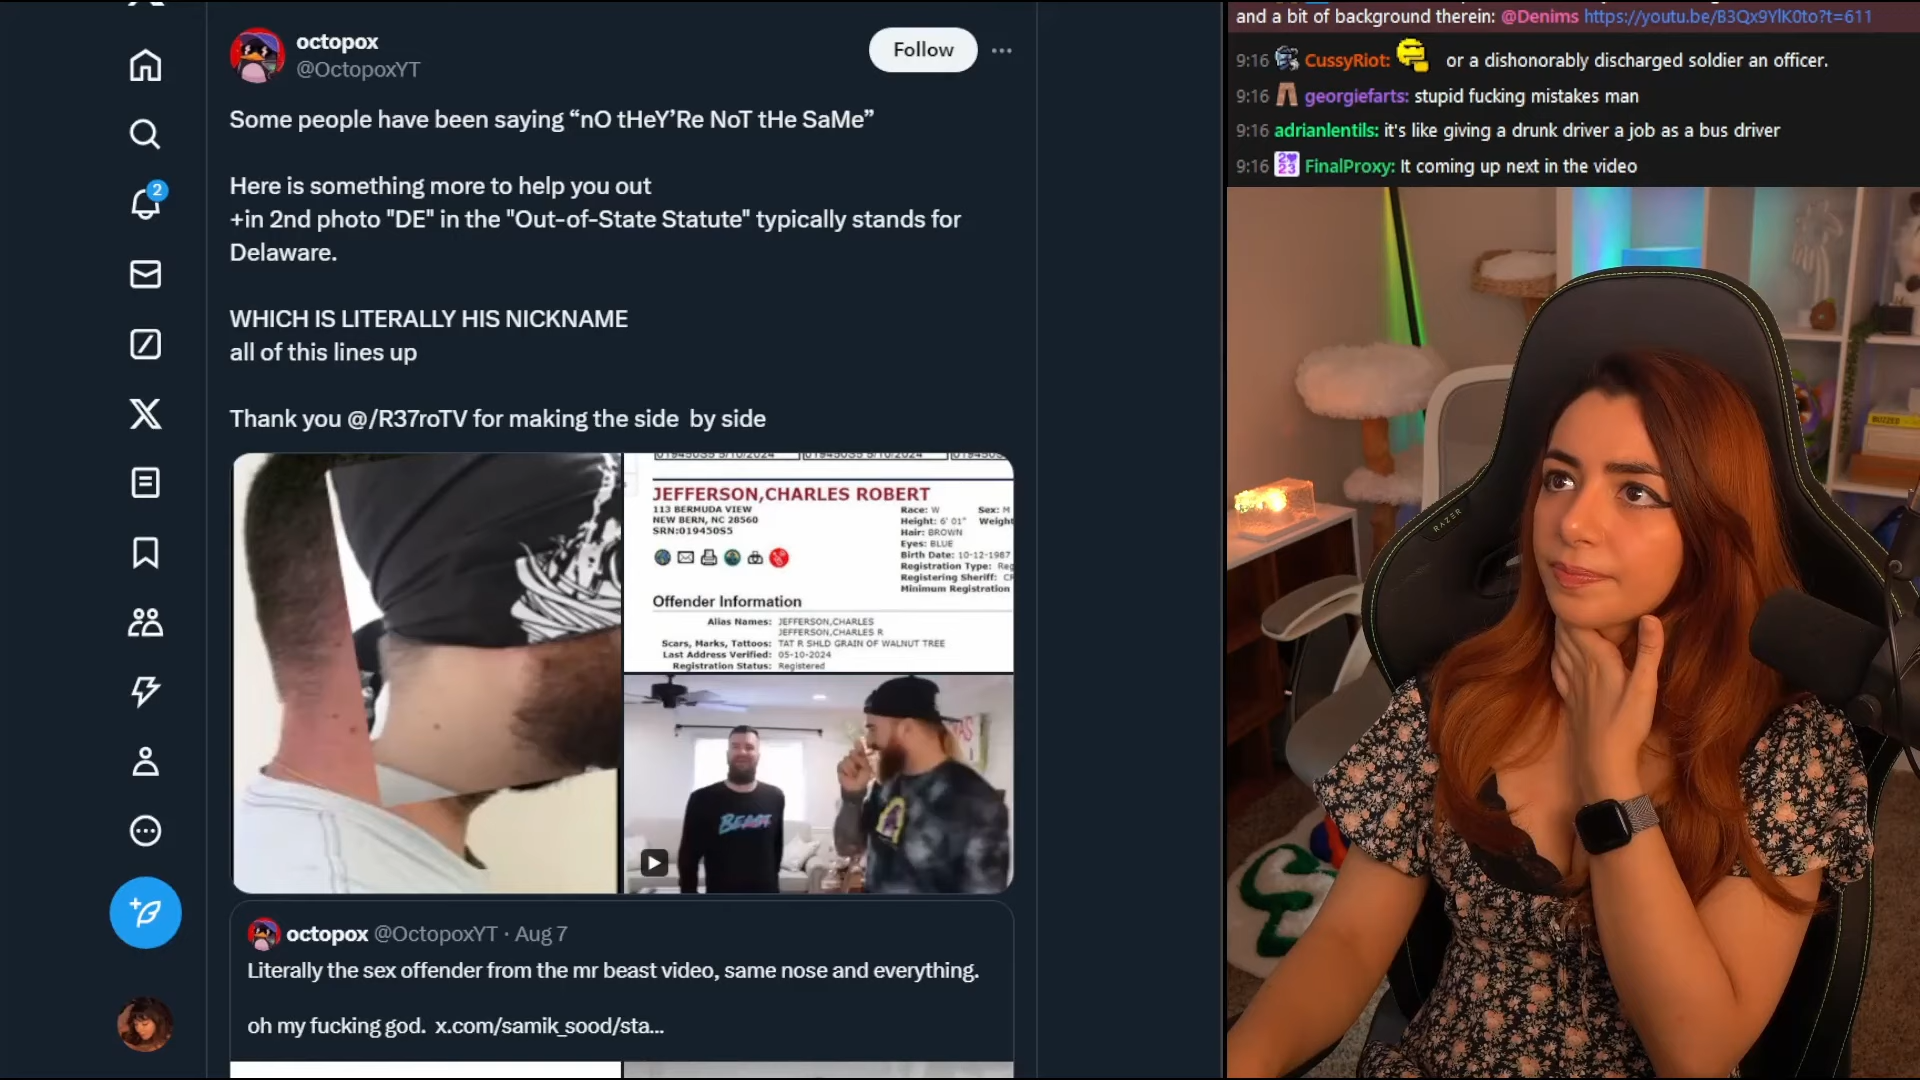 octopox
@OctopoxYT
Follow
2
Some people have been saying “nO tHeY’Re NoT tHe SaMe”
Here is something more to help you out
+in 2nd photo "DE" in the "Out-of-State Statute" typically stands for
Delaware.
WHICH IS LITERALLY HIS NICKNAME
all of this lines up
Thank you @/R37roTV for making the side by side
JEFFERSON,CHARLES ROBERT
113 BERMUDA VIEW
NEW BERN, NC 28560
SRN:019450S5
Race: W Sex: M
Height: 6' 01" Weight
Hair: BROWN
Eyes: BLUE
Birth Date: 10-12-1987
Registration Type: Reg
Registering Sheriff: CR
Minimum Registration
Offender Information
Alias Names: JEFFERSON,CHARLES
JEFFERSON,CHARLES R
Scars, Marks, Tattoos: TAT R SHLD GRAIN OF WALNUT TREE
Last Address Verified: 05-10-2024
Registration Status: Registered
BEAST
octopox @OctopoxYT · Aug 7
Literally the sex offender from the mr beast video, same nose and everything.
oh my fucking god. x.com/samik_sood/sta...
and a bit of background therein: @Denims https://youtu.be/B3Qx9YlK0to?t=611
9:16 CussyRiot: or a dishonorably discharged soldier an officer.
9:16 georgiefarts: stupid fucking mistakes man
9:16 adrianlentils: it's like giving a drunk driver a job as a bus driver
9:16 FinalProxy: It coming up next in the video
RAZER